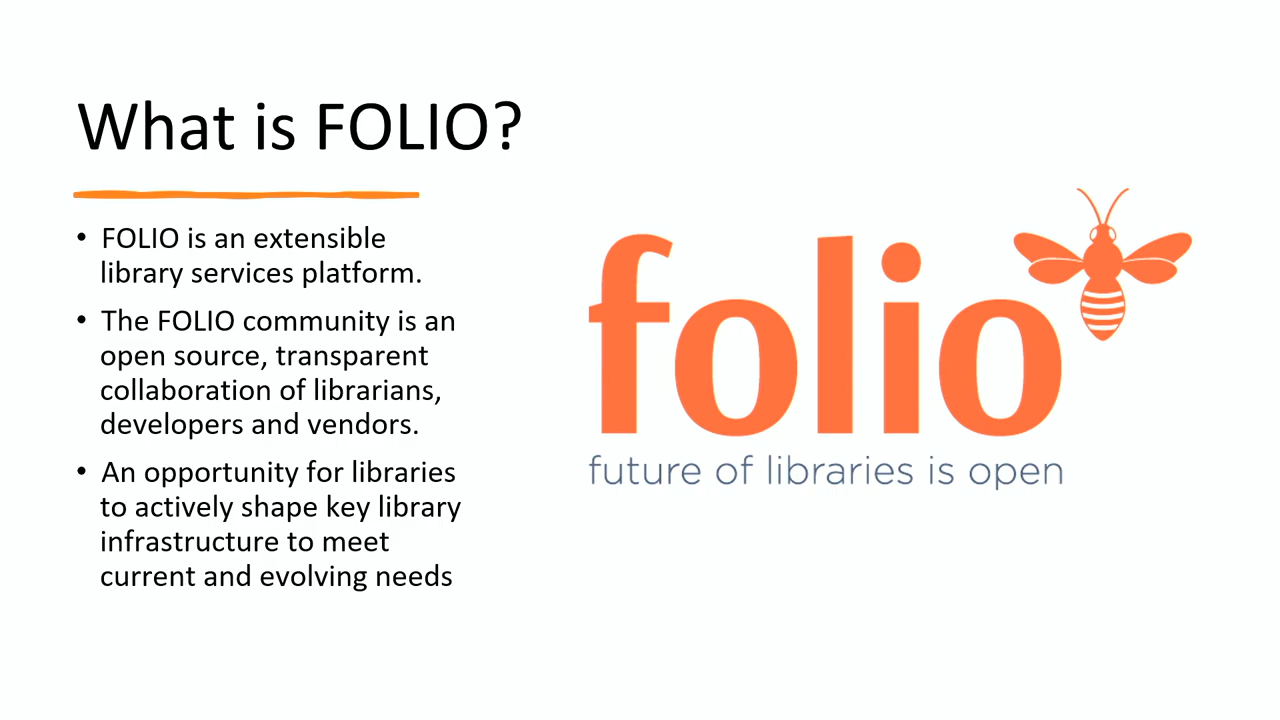 What is FOLIO?
• FOLIO is an extensible
library services platform.
• The FOLIO community is an
open source, transparent
collaboration of librarians,
developers and vendors.
• An opportunity for libraries
to actively shape key library
infrastructure to meet
current and evolving needs
folio
future of libraries is open